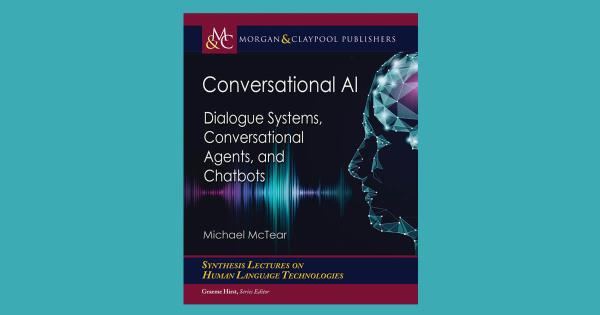 M
&C
MORGAN & CLAYPOOL PUBLISHERS
Conversational AI
Dialogue Systems,
Conversational
Agents, and
Chatbots
Michael McTear
SYNTHESIS LECTURES ON
HUMAN LANGUAGE TECHNOLOGIES
Graeme Hirst, Series Editor